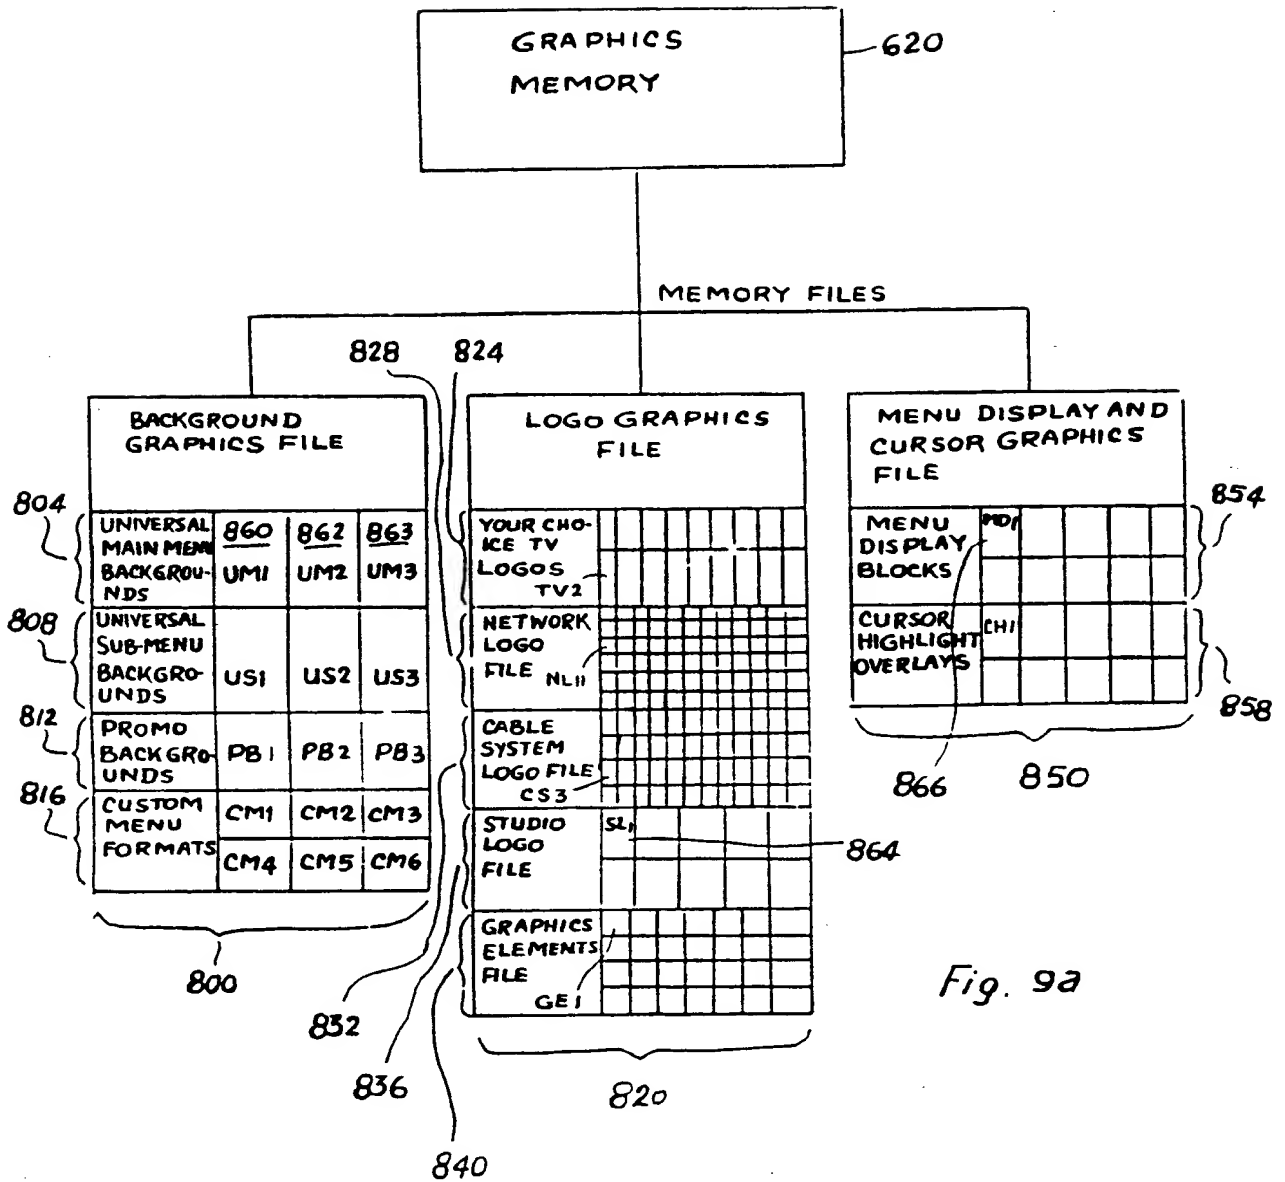 GRAPHICS
MEMORY
620
MEMORY FILES
828 824
BACKGROUND
GRAPHICS FILE
804
UNIVERSAL
MAIN MENU
BACKGROU-
NDS
860 862 863
UM1 UM2 UM3
808
UNIVERSAL
SUB-MENU
BACKGRO-
UNDS
US1 US2 US3
812
PROMO
BACKGRO-
UNDS
PB1 PB2 PB3
816
CUSTOM
MENU
FORMATS
CM1 CM2 CM3
CM4 CM5 CM6
800
LOGO GRAPHICS
FILE
YOUR CHO-
ICE TV
LOGOS
TV2
NETWORK
LOGO
FILE
NL11
CABLE
SYSTEM
LOGO FILE
CS3
STUDIO
LOGO
FILE
SL1
864
GRAPHICS
ELEMENTS
FILE
GE1
832
836
840
820
MENU DISPLAY AND
CURSOR GRAPHICS
FILE
854
MENU
DISPLAY
BLOCKS
MD1
CURSOR
HIGHLIGHT
OVERLAYS
CH1
858
866
850
Fig. 9a